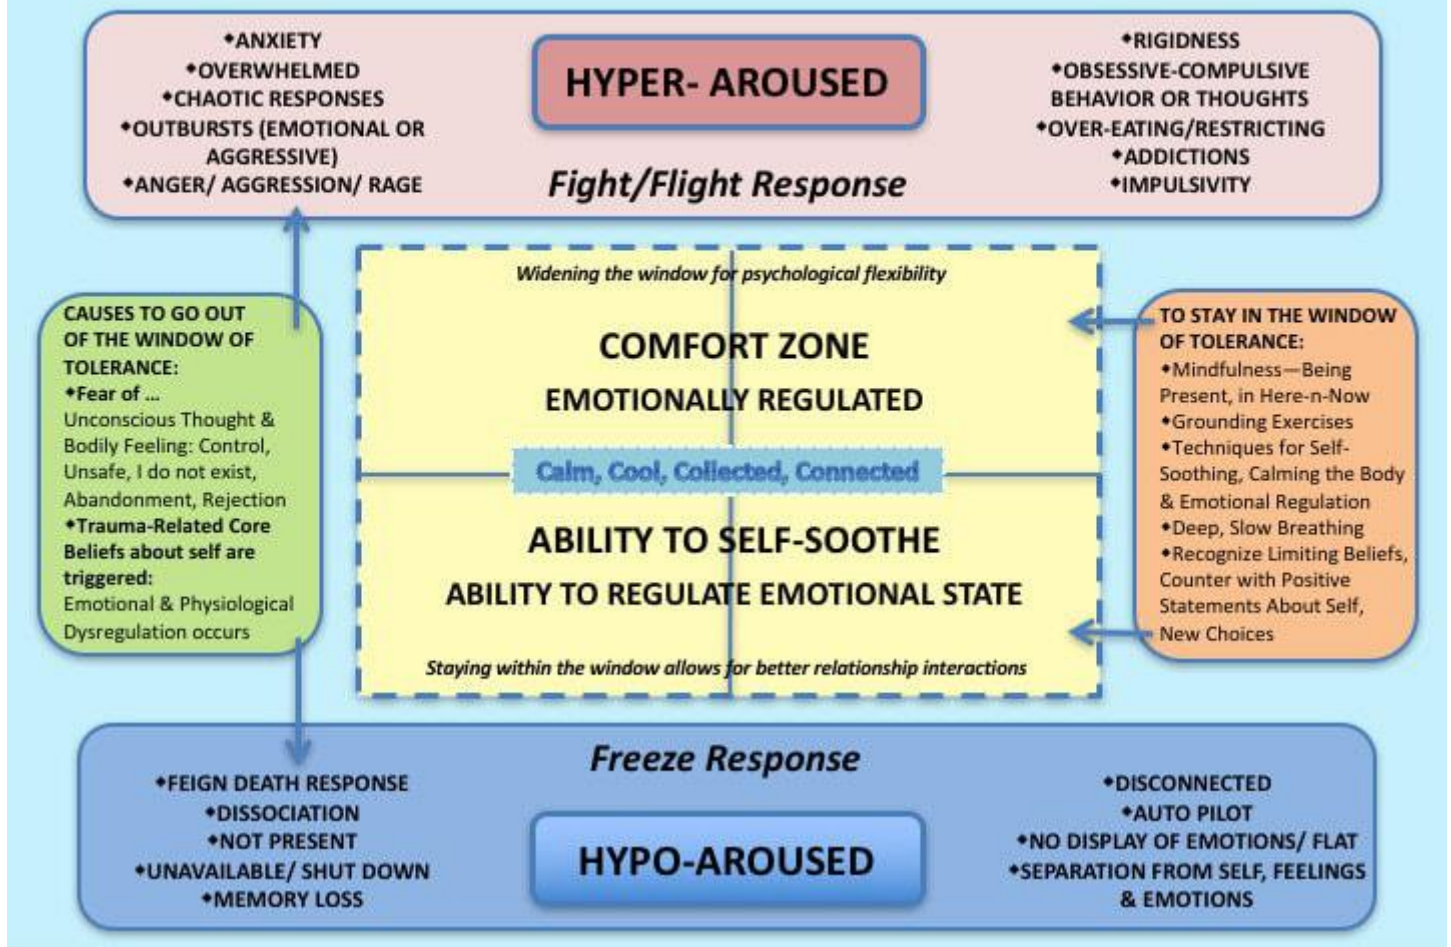 ◆ANXIETY
◆OVERWHELMED
◆CHAOTIC RESPONSES
◆OUTBURSTS (EMOTIONAL OR
AGGRESSIVE)
◆ANGER/ AGGRESSION/ RAGE
HYPER- AROUSED
Fight/Flight Response
◆RIGIDNESS
◆OBSESSIVE-COMPULSIVE
BEHAVIOR OR THOUGHTS
◆OVER-EATING/RESTRICTING
◆ADDICTIONS
◆IMPULSIVITY
CAUSES TO GO OUT
OF THE WINDOW OF
TOLERANCE:
◆Fear of ...
Unconscious Thought &
Bodily Feeling: Control,
Unsafe, I do not exist,
Abandonment, Rejection
◆Trauma-Related Core
Beliefs about self are
triggered:
Emotional & Physiological
Dysregulation occurs
Widening the window for psychological flexibility
COMFORT ZONE
EMOTIONALLY REGULATED
Calm, Cool, Collected, Connected
ABILITY TO SELF-SOOTHE
ABILITY TO REGULATE EMOTIONAL STATE
Staying within the window allows for better relationship interactions
TO STAY IN THE WINDOW
OF TOLERANCE:
◆Mindfulness—Being
Present, in Here-n-Now
◆Grounding Exercises
◆Techniques for Self-
Soothing, Calming the Body
& Emotional Regulation
◆Deep, Slow Breathing
◆Recognize Limiting Beliefs,
Counter with Positive
Statements About Self,
New Choices
◆FEIGN DEATH RESPONSE
◆DISSOCIATION
◆NOT PRESENT
◆UNAVAILABLE/ SHUT DOWN
◆MEMORY LOSS
Freeze Response
HYPO-AROUSED
◆DISCONNECTED
◆AUTO PILOT
◆NO DISPLAY OF EMOTIONS/ FLAT
◆SEPARATION FROM SELF, FEELINGS
& EMOTIONS